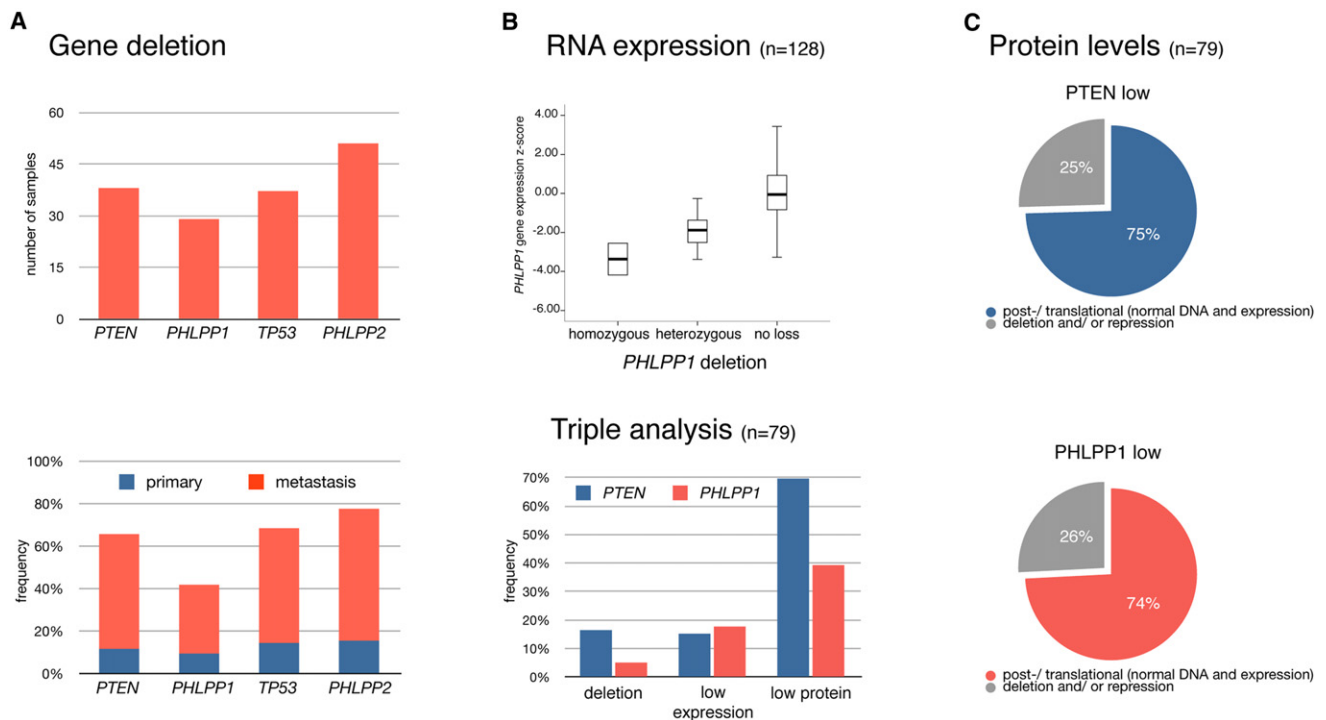 A
Gene deletion
60
45
30
15
0
number of samples
PTEN PHLPP1 TP53 PHLPP2
100%
80%
60%
40%
20%
0%
frequency
primary metastasis
PTEN PHLPP1 TP53 PHLPP2
B
RNA expression (n=128)
4.00
2.00
0.00
-2.00
-4.00
-6.00
PHLPP1 gene expression z-score
homozygous heterozygous no loss
PHLPP1 deletion
Triple analysis (n=79)
70%
60%
50%
40%
30%
20%
10%
0%
frequency
PTEN PHLPP1
deletion low low protein
expression
C
Protein levels (n=79)
PTEN low
25%
75%
post-/ translational (normal DNA and expression)
deletion and/ or repression
PHLPP1 low
26%
74%
post-/ translational (normal DNA and expression)
deletion and/ or repression